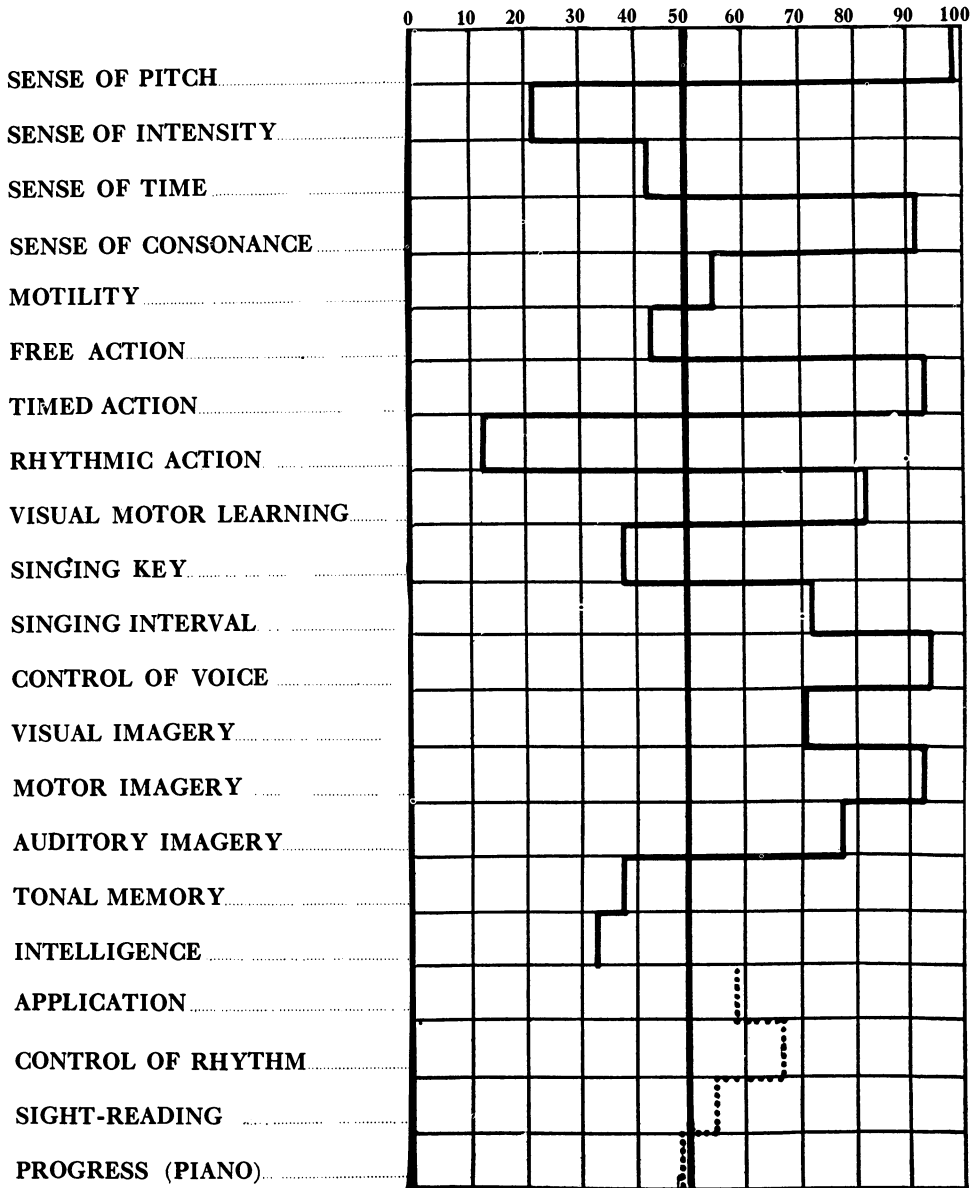 0 10 20 30 40 50 60 70 80 90 100
SENSE OF PITCH
SENSE OF INTENSITY
SENSE OF TIME
SENSE OF CONSONANCE
MOTILITY
FREE ACTION
TIMED ACTION
RHYTHMIC ACTION
VISUAL MOTOR LEARNING
SINGING KEY
SINGING INTERVAL
CONTROL OF VOICE
VISUAL IMAGERY
MOTOR IMAGERY
AUDITORY IMAGERY
TONAL MEMORY
INTELLIGENCE
APPLICATION
CONTROL OF RHYTHM
SIGHT-READING
PROGRESS (PIANO)